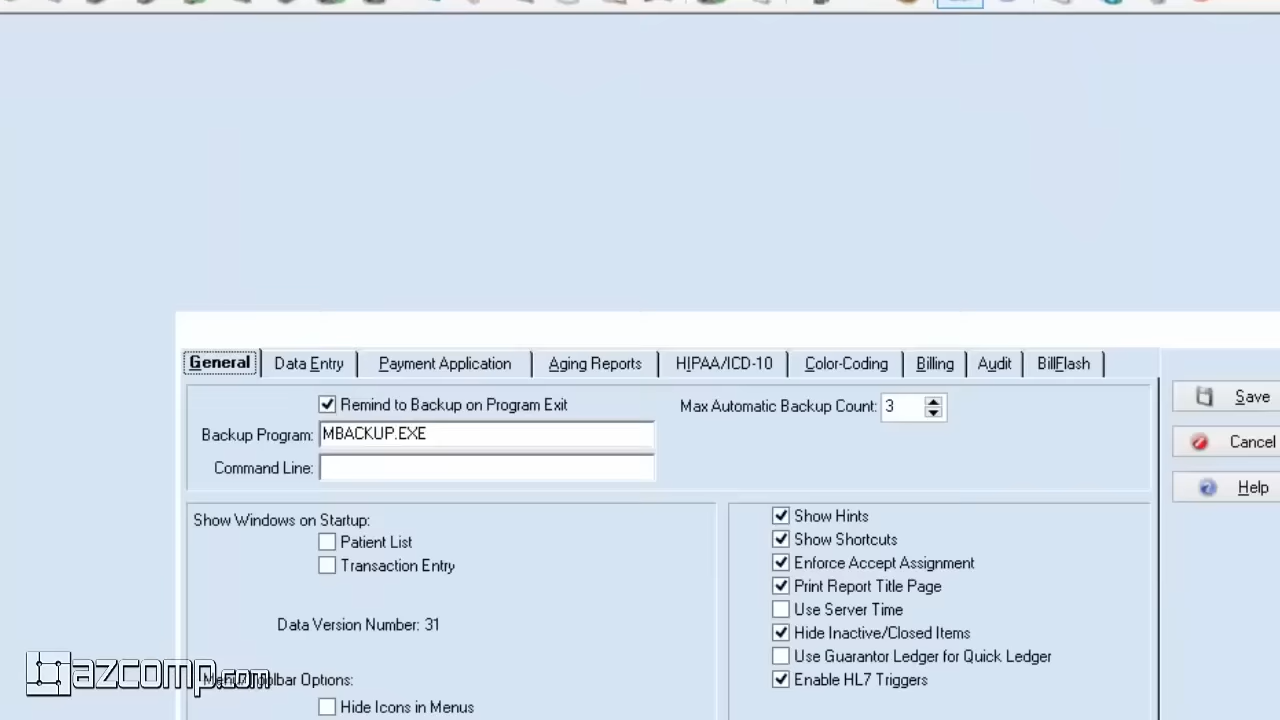 General Data Entry Payment Application Aging Reports HIPAA/ICD-10 Color-Coding Billing Audit BillFlash
Remind to Backup on Program Exit Max Automatic Backup Count: 3 Save
Backup Program: MBACKUP.EXE Cancel
Command Line: Help
Show Windows on Startup: Show Hints
Patient List Show Shortcuts
Transaction Entry Enforce Accept Assignment
Print Report Title Page
Use Server Time
Data Version Number: 31 Hide Inactive/Closed Items
Use Guarantor Ledger for Quick Ledger
azcomp.com
Options: Enable HL7 Triggers
Hide Icons in Menus